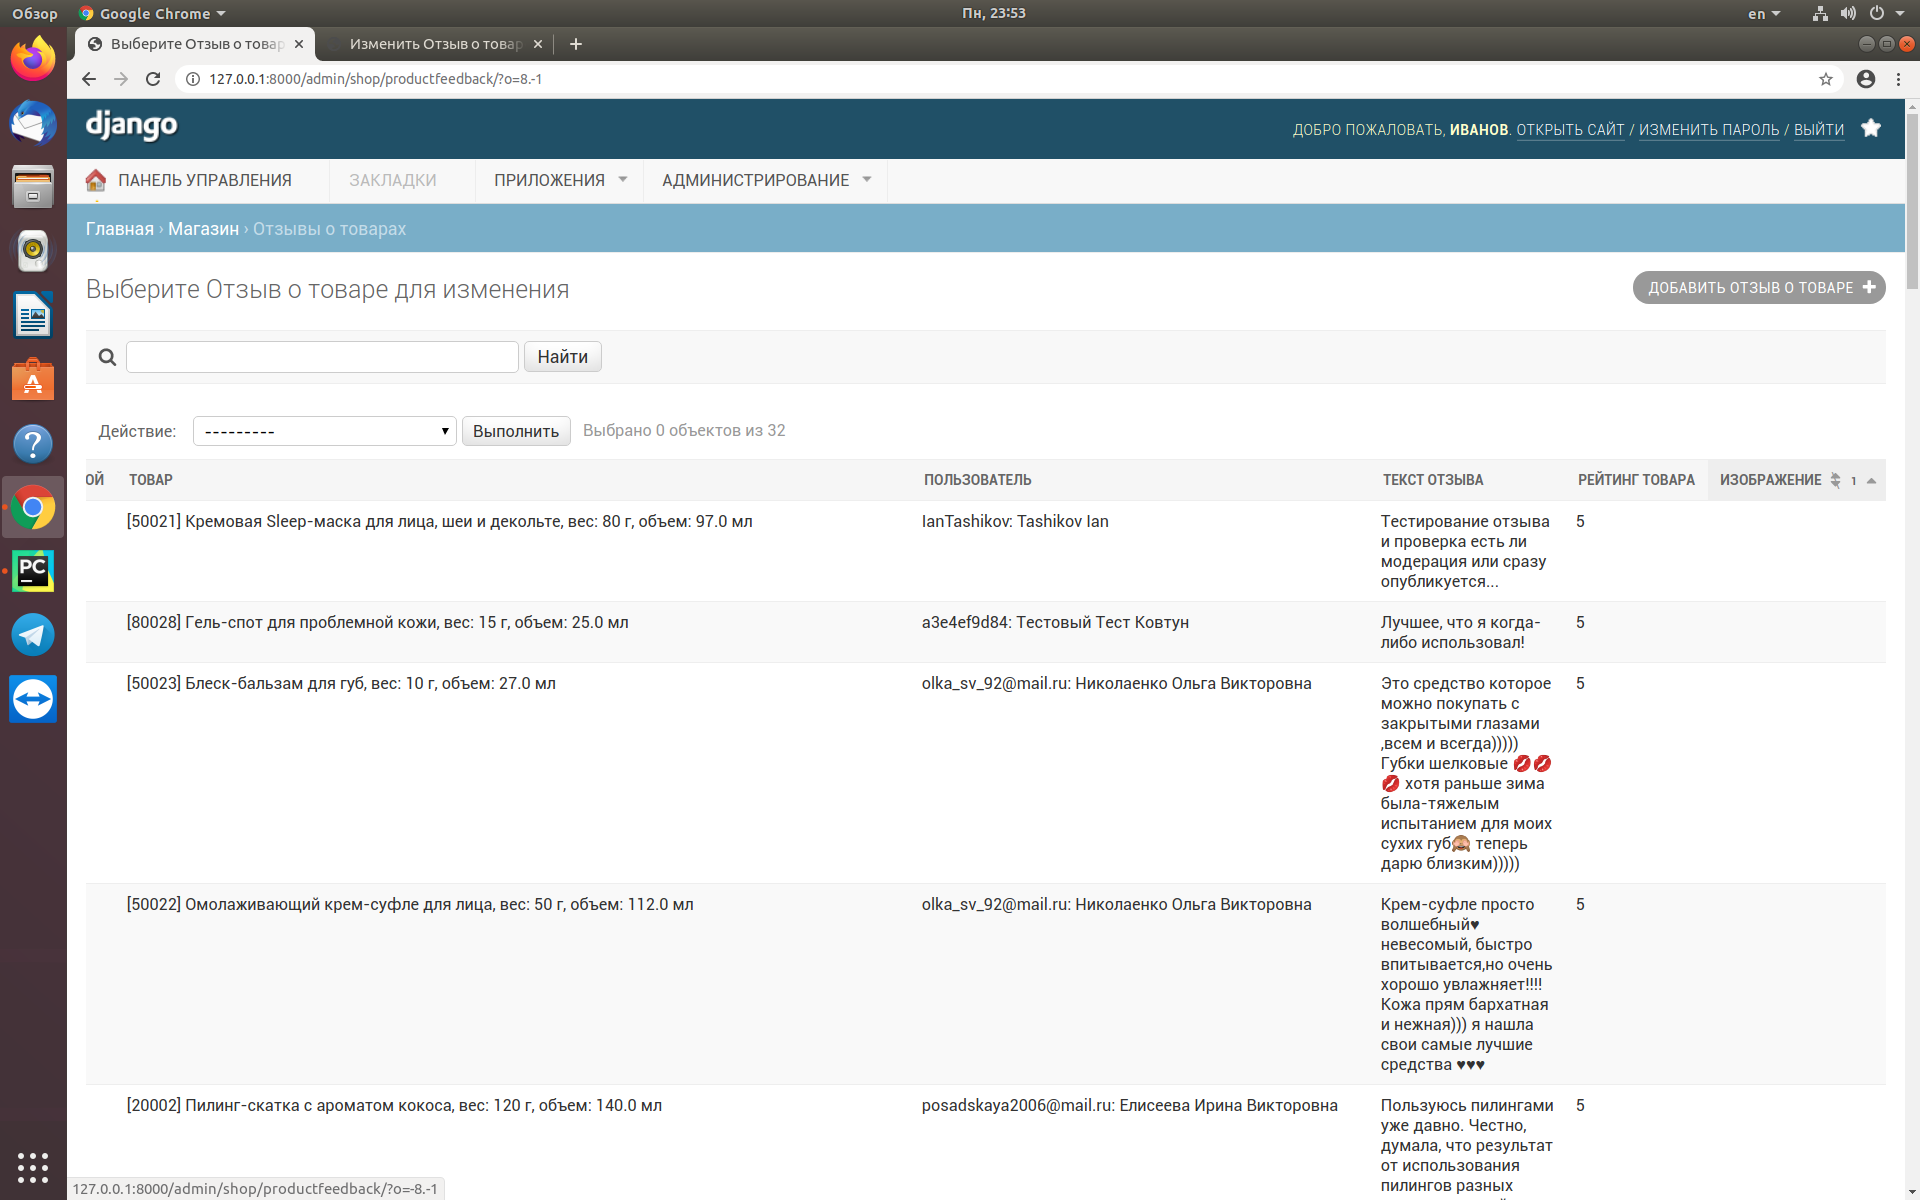 Обзор
Google Chrome
Пн, 23:53
en
Выберите Отзыв о товар
Изменить Отзыв о товар
127.0.0.1:8000/admin/shop/productfeedback/?o=8.-1
django
ДОБРО ПОЖАЛОВАТЬ, ИВАНОВ. ОТКРЫТЬ САЙТ / ИЗМЕНИТЬ ПАРОЛЬ / ВЫЙТИ
ПАНЕЛЬ УПРАВЛЕНИЯ ЗАКЛАДКИ ПРИЛОЖЕНИЯ АДМИНИСТРИРОВАНИЕ
Главная › Магазин › Отзывы о товарах
Выберите Отзыв о товаре для изменения
ДОБАВИТЬ ОТЗЫВ О ТОВАРЕ +
Найти
Действие: --------- Выполнить Выбрано 0 объектов из 32
ОЙ ТОВАР ПОЛЬЗОВАТЕЛЬ ТЕКСТ ОТЗЫВА РЕЙТИНГ ТОВАРА ИЗОБРАЖЕНИЕ 1
[50021] Кремовая Sleep-маска для лица, шеи и декольте, вес: 80 г, объем: 97.0 мл IanTashikov: Tashikov Ian Тестирование отзыва 5
и проверка есть ли
модерация или сразу
опубликуется...
[80028] Гель-спот для проблемной кожи, вес: 15 г, объем: 25.0 мл a3e4ef9d84: Тестовый Тест Ковтун Лучшее, что я когда- 5
либо использовал!
[50023] Блеск-бальзам для губ, вес: 10 г, объем: 27.0 мл olka_sv_92@mail.ru: Николаенко Ольга Викторовна Это средство которое 5
можно покупать с
закрытыми глазами
,всем и всегда)))))
Губки шелковые 💋💋
💋 хотя раньше зима
была-тяжелым
испытанием для моих
сухих губ🙈 теперь
дарю близким)))))
[50022] Омолаживающий крем-суфле для лица, вес: 50 г, объем: 112.0 мл olka_sv_92@mail.ru: Николаенко Ольга Викторовна Крем-суфле просто 5
волшебный♥
невесомый, быстро
впитывается,но очень
хорошо увлажняет!!!!
Кожа прям бархатная
и нежная))) я нашла
свои самые лучшие
средства ♥♥♥
[20002] Пилинг-скатка с ароматом кокоса, вес: 120 г, объем: 140.0 мл posadskaya2006@mail.ru: Елисеева Ирина Викторовна Пользуюсь пилингами 5
уже давно. Честно,
думала, что результат
от использования
пилингов разных
127.0.0.1:8000/admin/shop/productfeedback/?o=-8.-1
PC